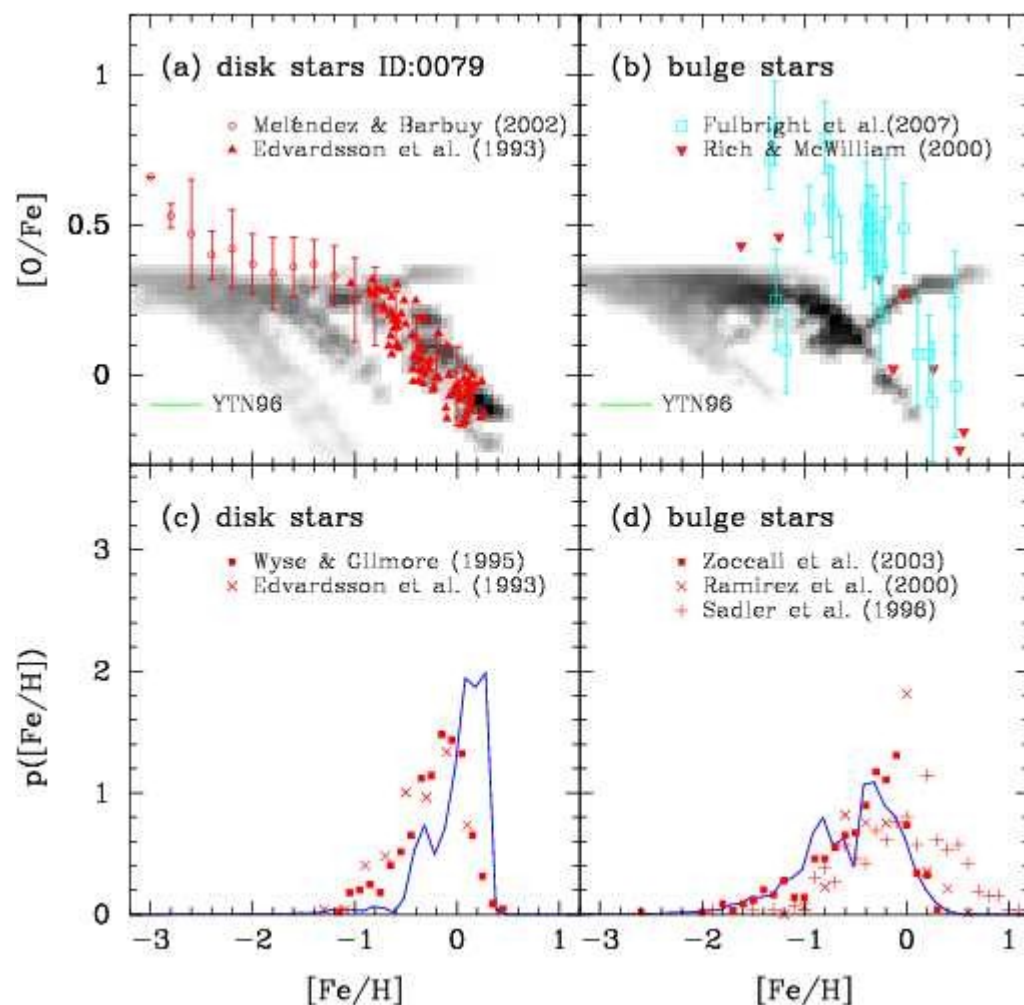 (a) disk stars ID:0079
Meléndez & Barbuy (2002)
Edvardsson et al. (1993)
YTN96
(b) bulge stars
Fulbright et al.(2007)
Rich & McWilliam (2000)
YTN96
1
0.5
0
[O/Fe]
(c) disk stars
Wyse & Gilmore (1995)
Edvardsson et al. (1993)
(d) bulge stars
Zoccali et al. (2003)
Ramirez et al. (2000)
Sadler et al. (1996)
3
2
1
0
p([Fe/H])
−3 −2 −1 0 −3 −2 −1 0 1
[Fe/H] [Fe/H]